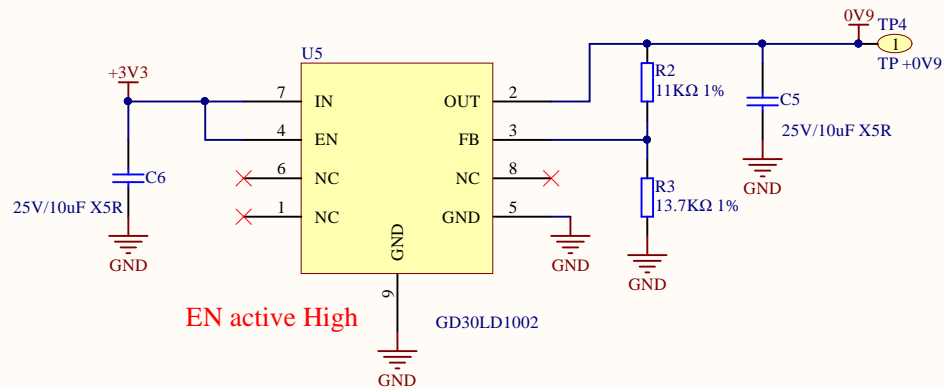 0V9
TP4
1
TP +0V9
U5
+3V3
R2
11KΩ 1%
7
IN
OUT
2
C5
4
EN
FB
3
25V/10uF X5R
6
NC
NC
8
C6
R3
13.7KΩ 1%
25V/10uF X5R
1
NC
GND
5
GND
GND
GND
GND
GND
9
EN active High
GD30LD1002
GND